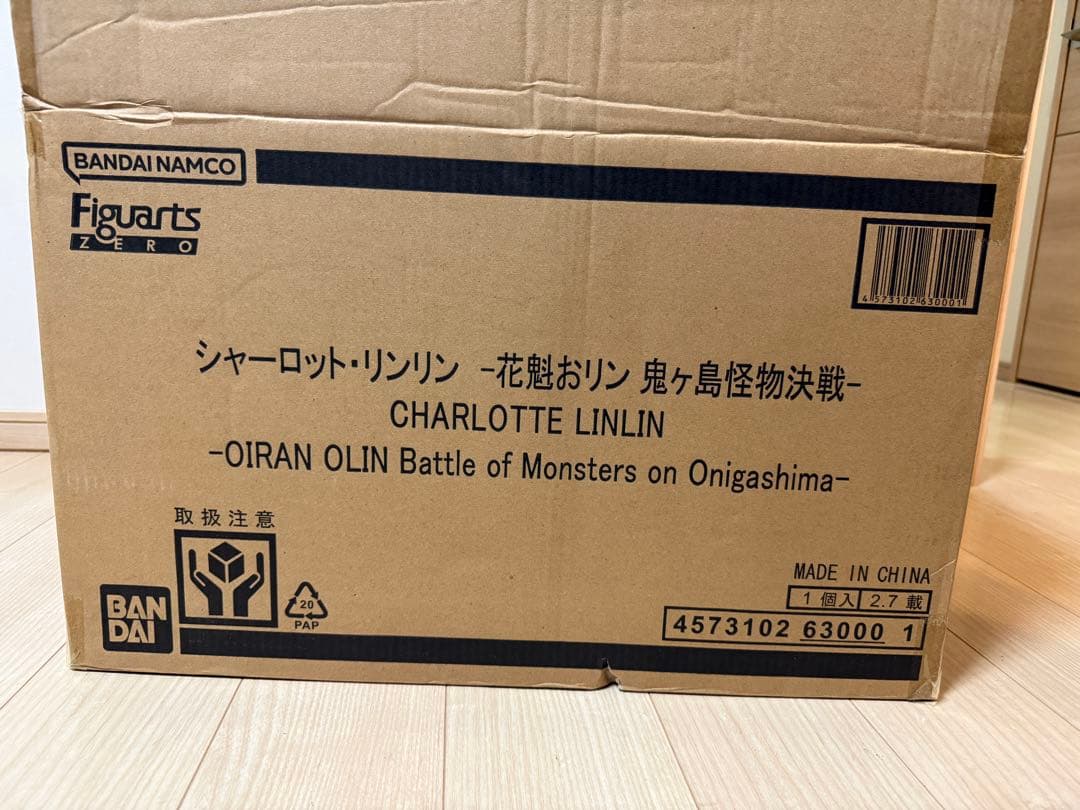 BANDAI NAMCO
Figuarts
ZERO
4573102630001
シャーロット・リンリン -花魁おリン 鬼ヶ島怪物決戦-
CHARLOTTE LINLIN
-OIRAN OLIN Battle of Monsters on Onigashima-
取扱注意
20
PAP
BAN
DAI
MADE IN CHINA
1個入 2.7載
4573102 63000 1